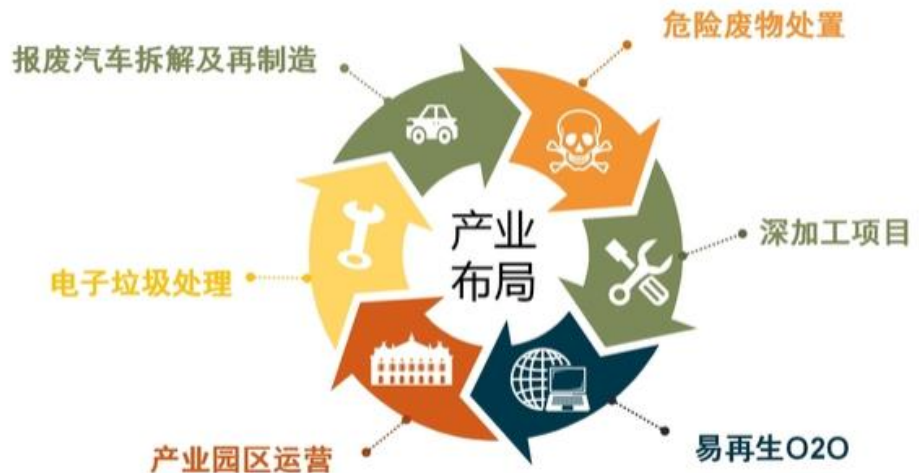 危险废物处置
报废汽车拆解及再制造
产业
布局
深加工项目
电子垃圾处理
易再生O2O
产业园区运营